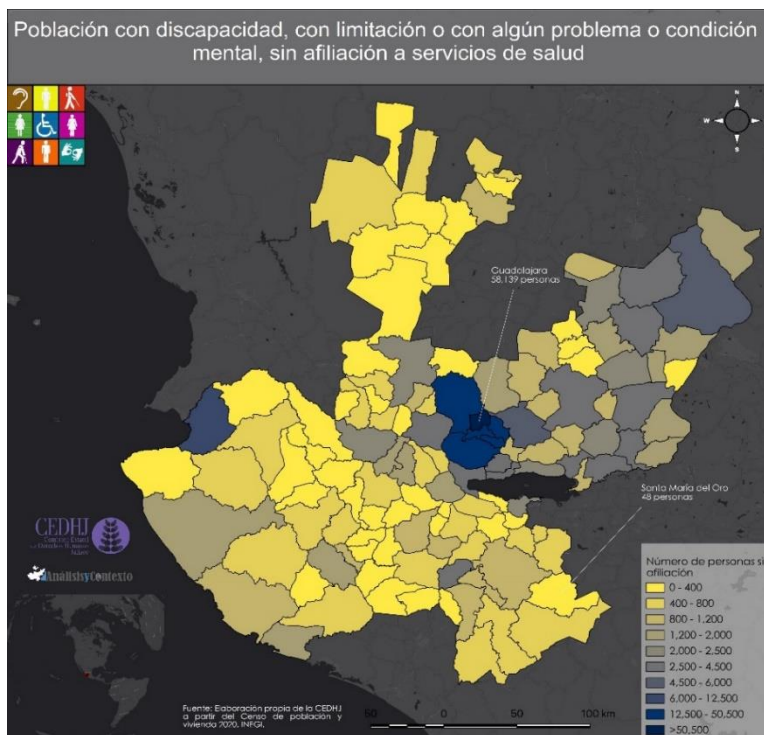 Población con discapacidad, con limitación o con algún problema o condición
mental, sin afiliación a servicios de salud
N
W
E
S
Guadalajara
58,139 personas
Santa María del Oro
48 personas
CEDHJ
AnálisisyContexto
Número de personas si
afiliación
0 - 400
400 - 800
800 - 1,200
1,200 - 2,000
2,000 - 2,500
2,500 - 4,500
4,500 - 6,000
6,000 - 12,500
12,500 - 50,500
>50,500
Fuente: Elaboración propia de la CEDHJ
a partir del Censo de población y
vivienda 2020, INEGI.
50 0 50 100 km